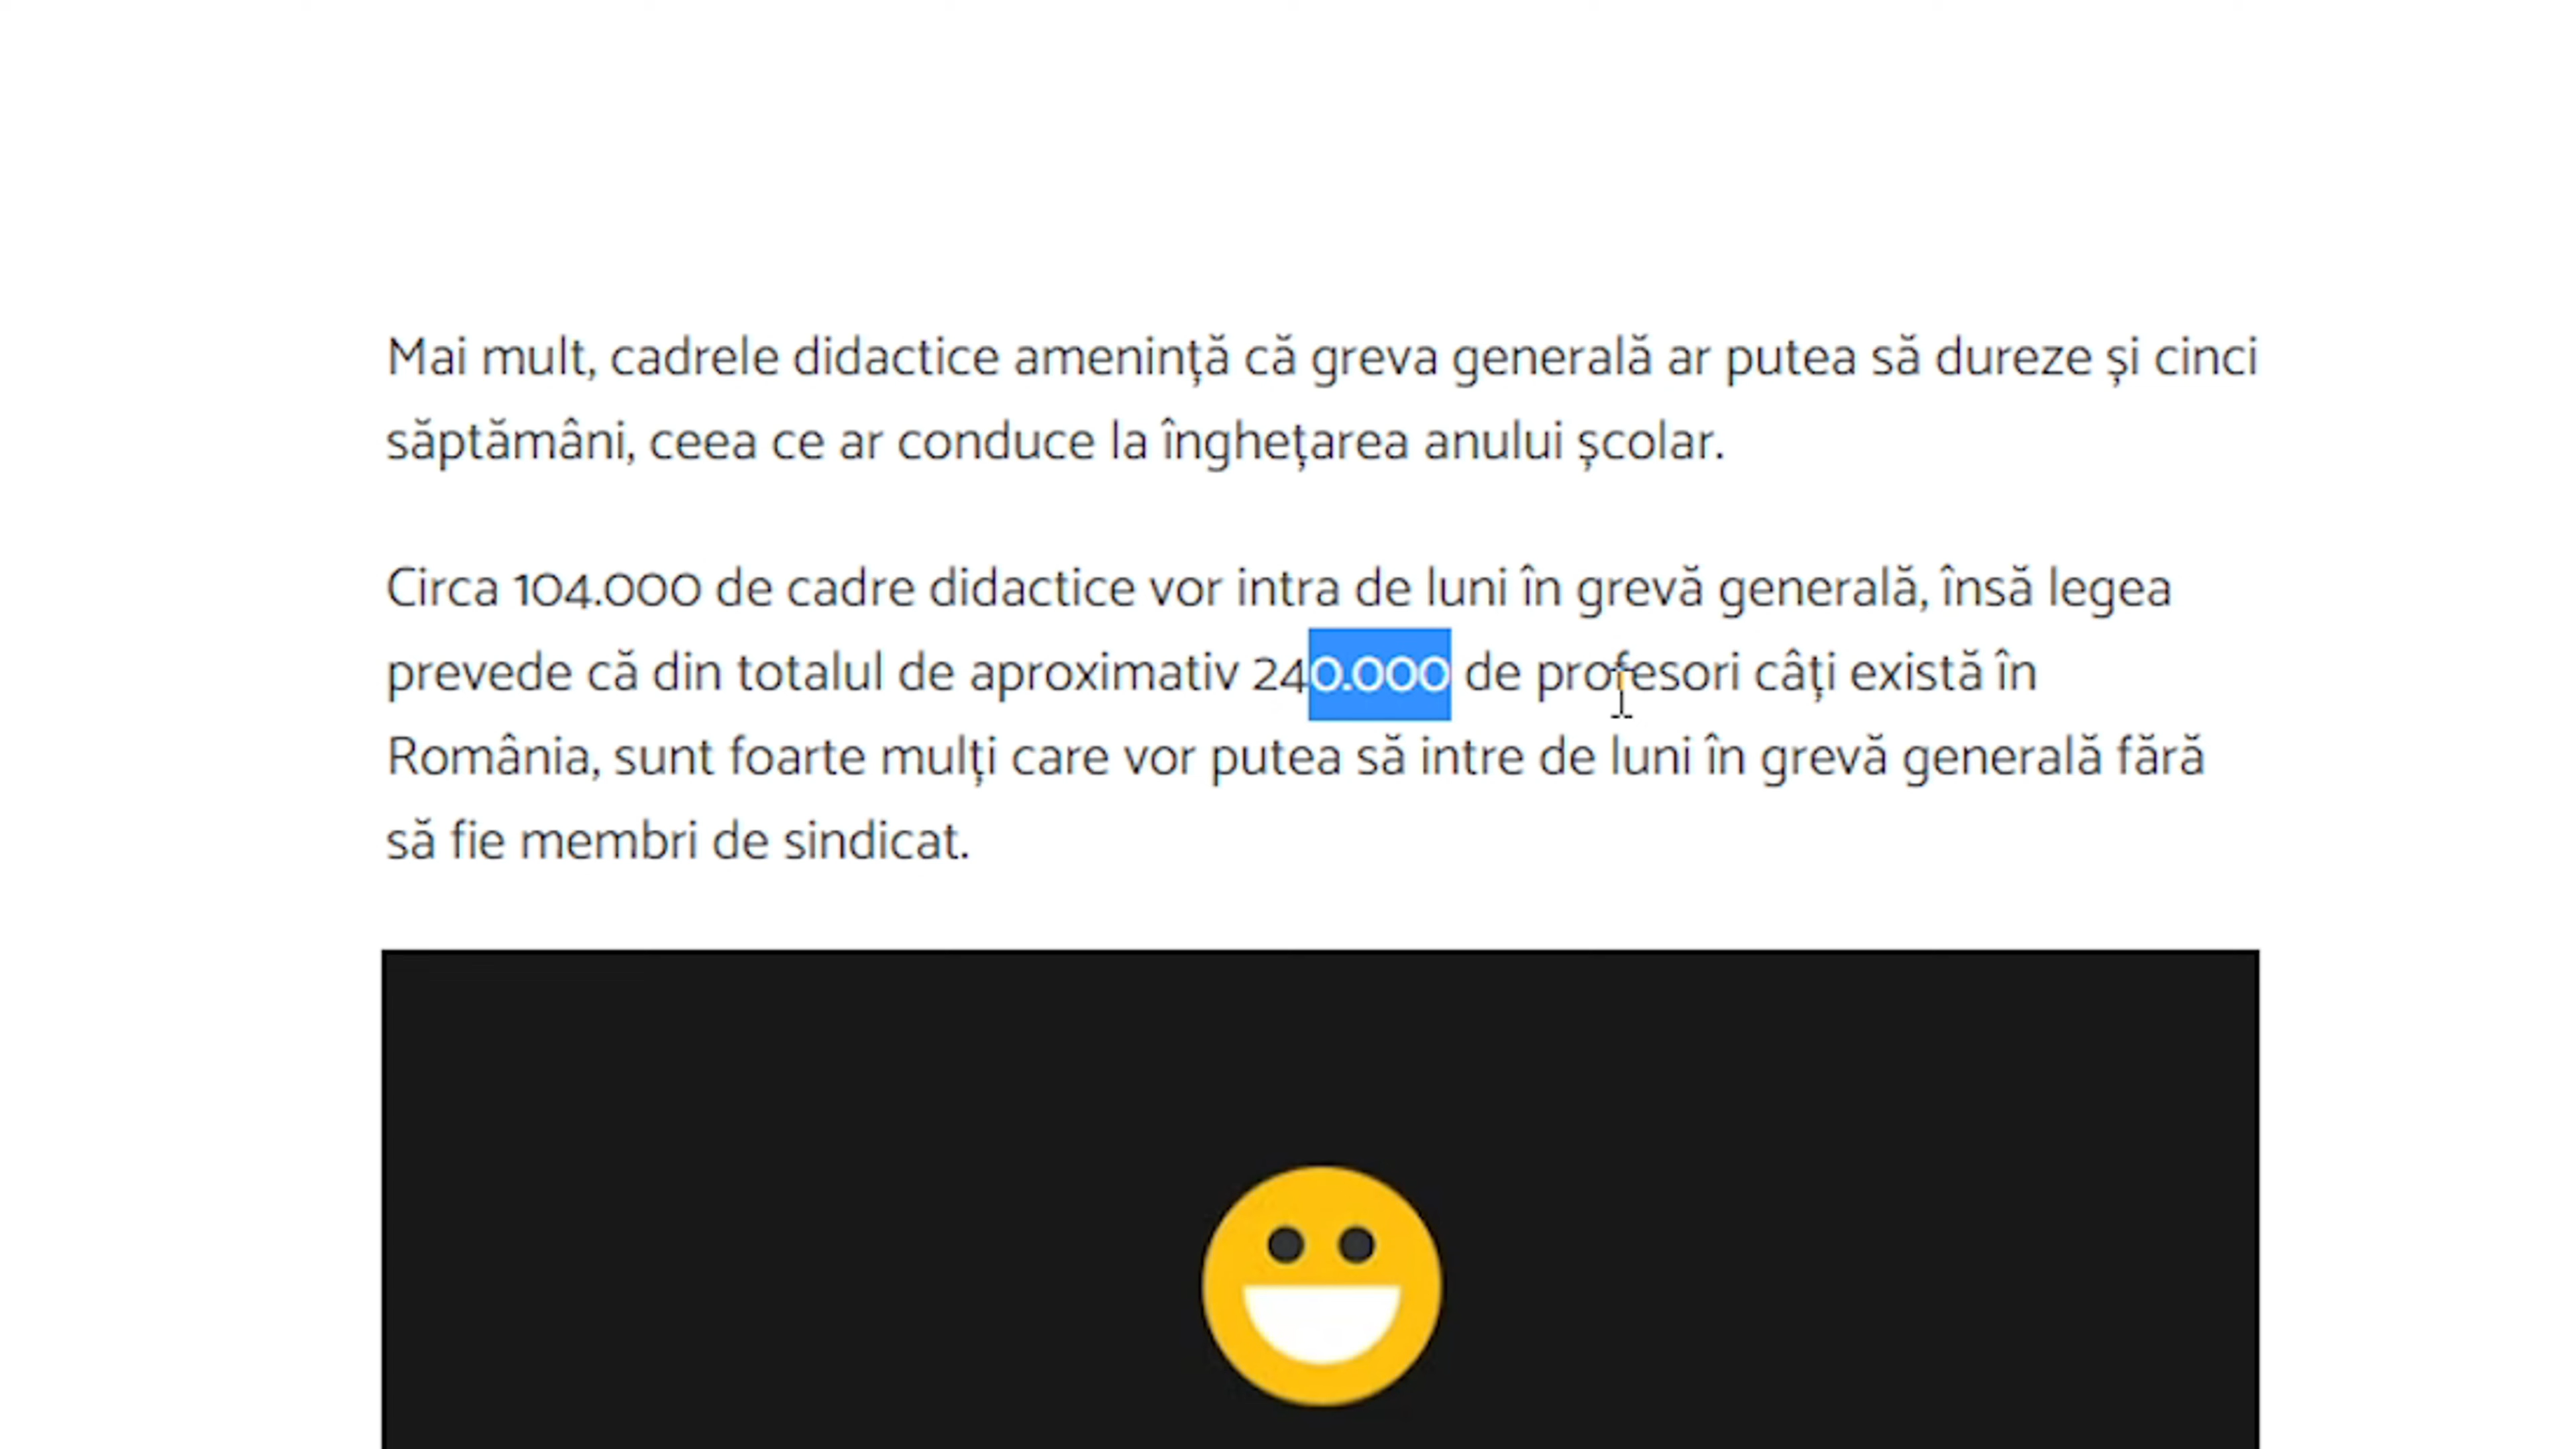 Mai mult, cadrele didactice amenință că greva generală ar putea să dureze și cinci
săptămâni, ceea ce ar conduce la înghețarea anului școlar.
Circa 104.000 de cadre didactice vor intra de luni în grevă generală, însă legea
prevede că din totalul de aproximativ 240.000 de profesori câți există în
România, sunt foarte mulți care vor putea să intre de luni în grevă generală fără
să fie membri de sindicat.